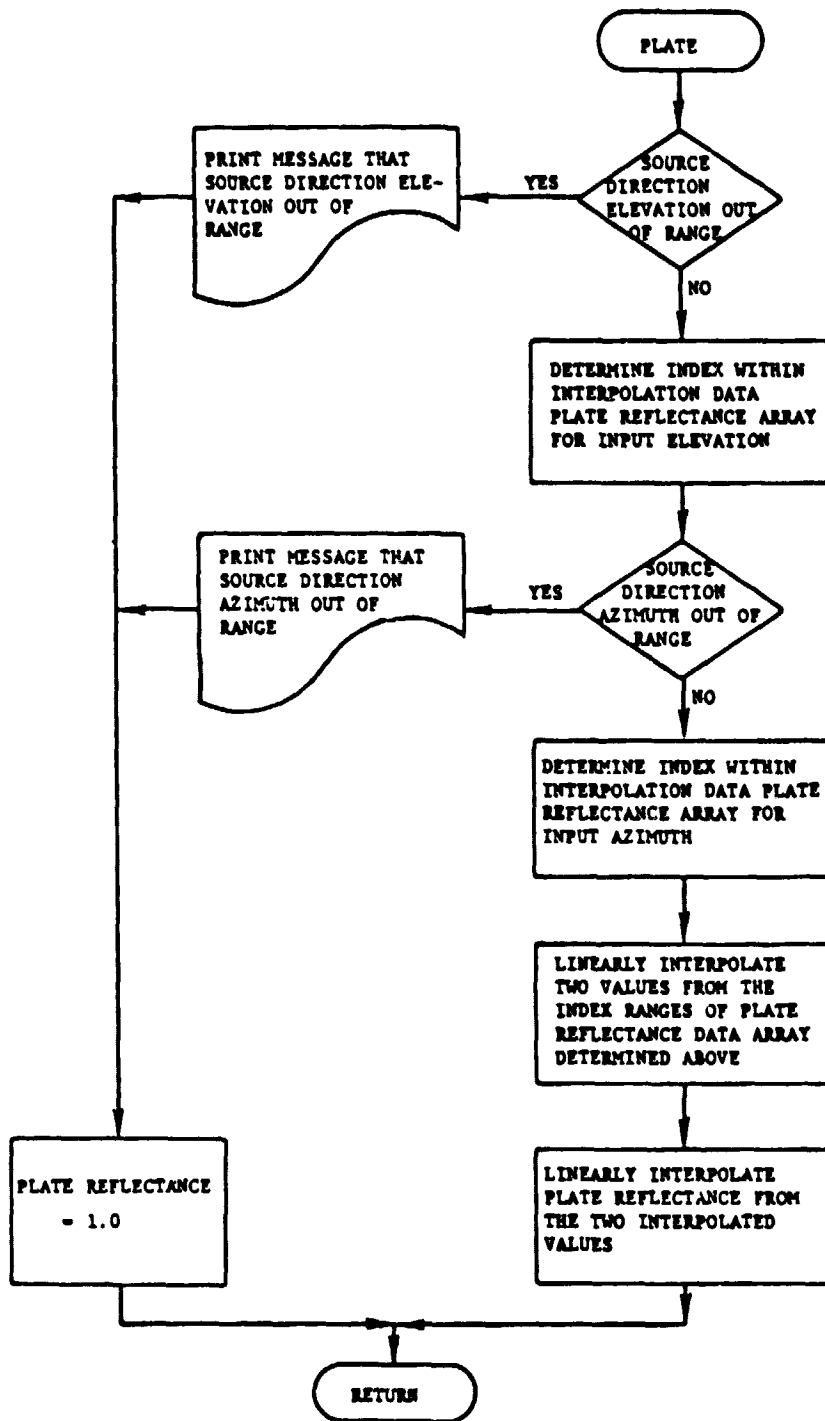 PLATE
SOURCE
DIRECTION
ELEVATION OUT
OF RANGE
YES
PRINT MESSAGE THAT
SOURCE DIRECTION ELE-
VATION OUT OF
RANGE
NO
DETERMINE INDEX WITHIN
INTERPOLATION DATA
PLATE REFLECTANCE ARRAY
FOR INPUT ELEVATION
SOURCE
DIRECTION
AZIMUTH OUT OF
RANGE
YES
PRINT MESSAGE THAT
SOURCE DIRECTION
AZIMUTH OUT OF
RANGE
NO
DETERMINE INDEX WITHIN
INTERPOLATION DATA PLATE
REFLECTANCE ARRAY FOR
INPUT AZIMUTH
LINEARLY INTERPOLATE
TWO VALUES FROM THE
INDEX RANGES OF PLATE
REFLECTANCE DATA ARRAY
DETERMINED ABOVE
LINEARLY INTERPOLATE
PLATE REFLECTANCE FROM
THE TWO INTERPOLATED
VALUES
PLATE REFLECTANCE
= 1.0
RETURN